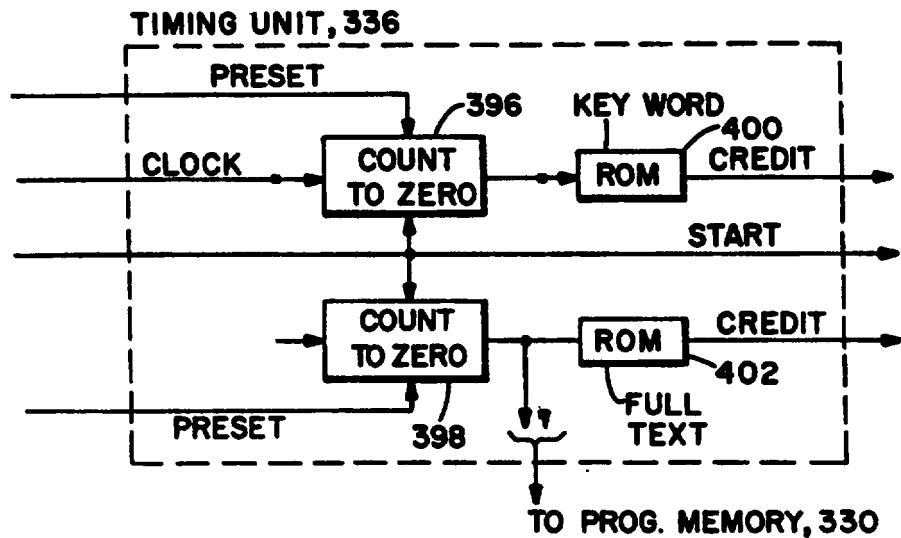 TIMING UNIT, 336
PRESET
396
KEY WORD
400
CLOCK
COUNT
TO ZERO
ROM
CREDIT
START
COUNT
TO ZERO
ROM
CREDIT
402
PRESET
398
FULL
TEXT
TO PROG. MEMORY, 330